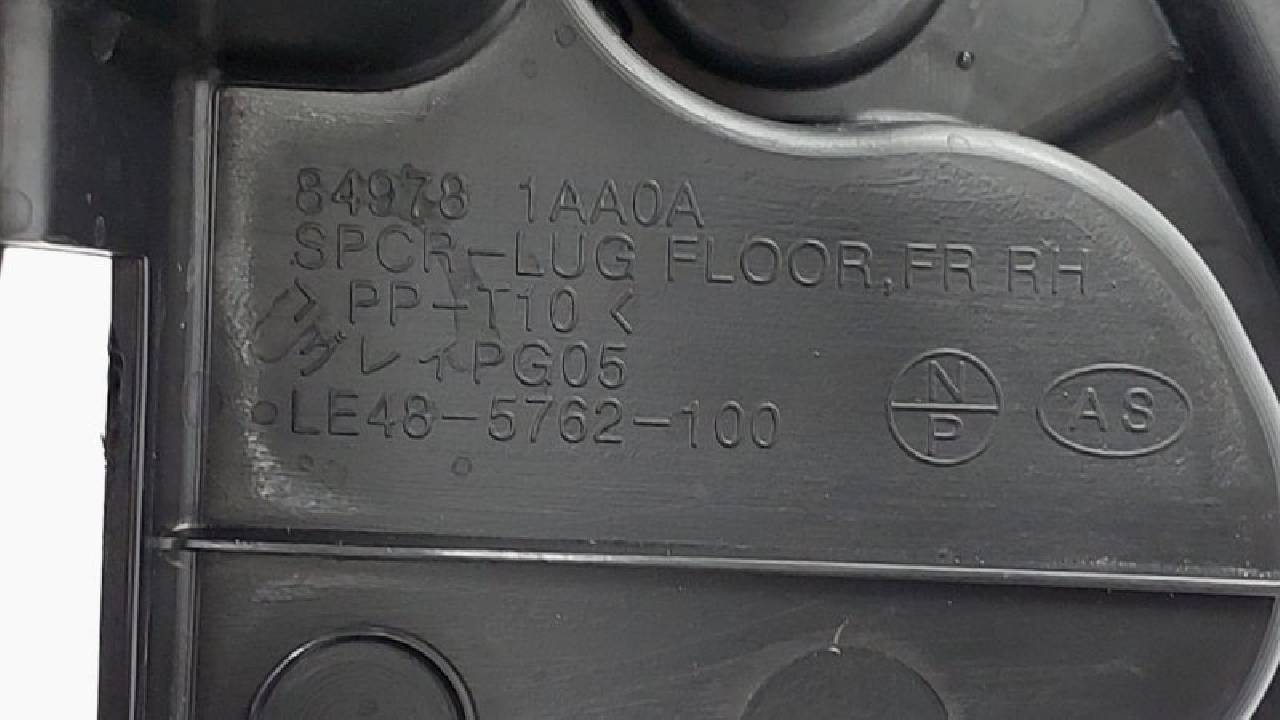 84978 1AA0A
SPCR-LUG FLOOR,FR RH
> PP-T10 <
グレイPG05
LE48-5762-100
N
P
AS